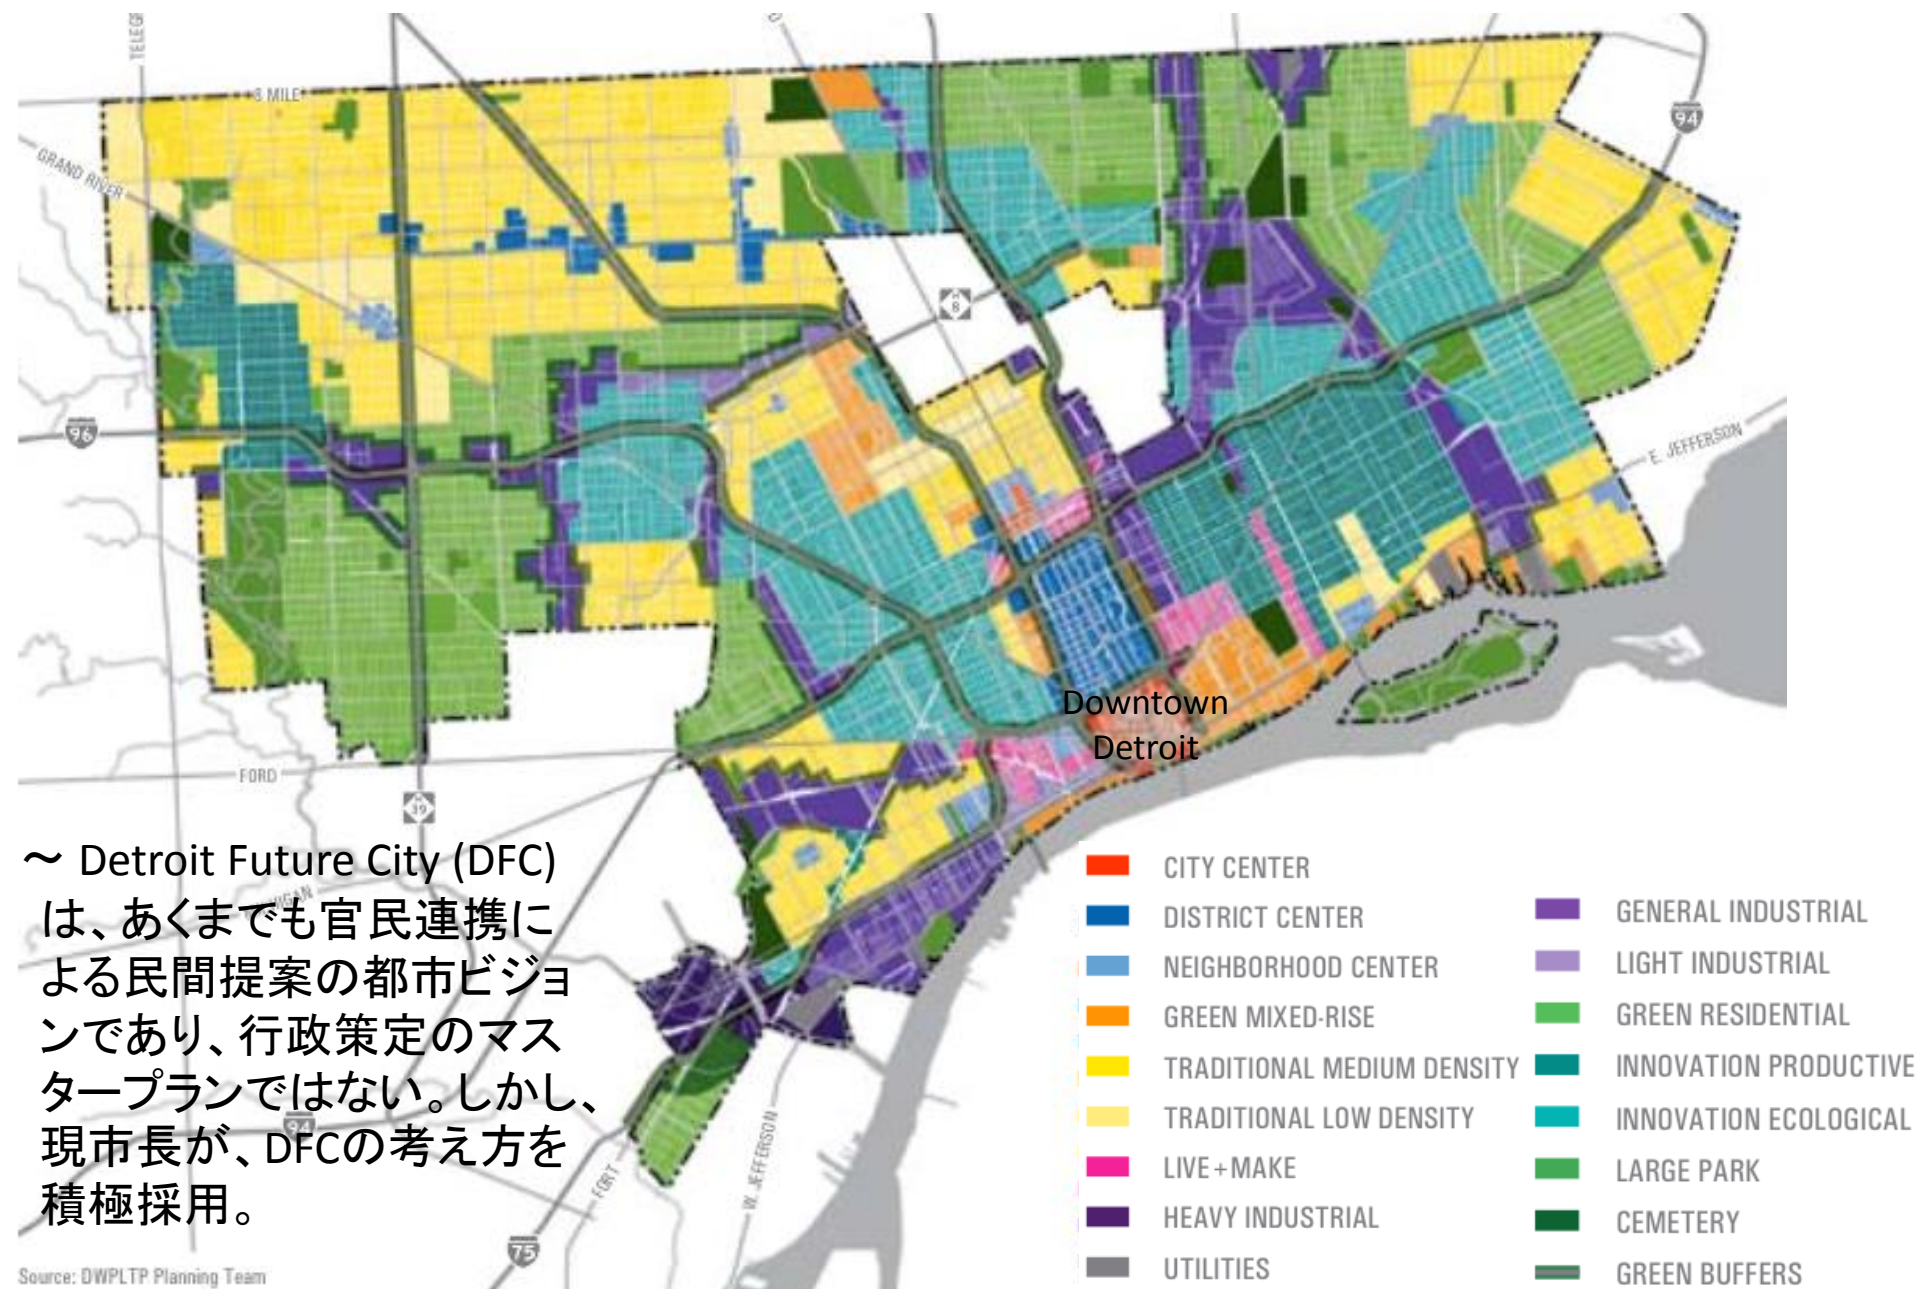 TELEG
8 MILE
GRAND RIVER
94
8
96
E. JEFFERSON
Downtown
Detroit
FORD
39
～ Detroit Future City (DFC)
は、あくまでも官民連携に
よる民間提案の都市ビジョ
ンであり、行政策定のマス
タープランではない。しかし、
現市長が、DFCの考え方を
積極採用。
94
FORT
W. JEFFERSON
75
Source: DWPLTP Planning Team
CITY CENTER
DISTRICT CENTER
NEIGHBORHOOD CENTER
GREEN MIXED-RISE
TRADITIONAL MEDIUM DENSITY
TRADITIONAL LOW DENSITY
LIVE+MAKE
HEAVY INDUSTRIAL
UTILITIES
GENERAL INDUSTRIAL
LIGHT INDUSTRIAL
GREEN RESIDENTIAL
INNOVATION PRODUCTIVE
INNOVATION ECOLOGICAL
LARGE PARK
CEMETERY
GREEN BUFFERS